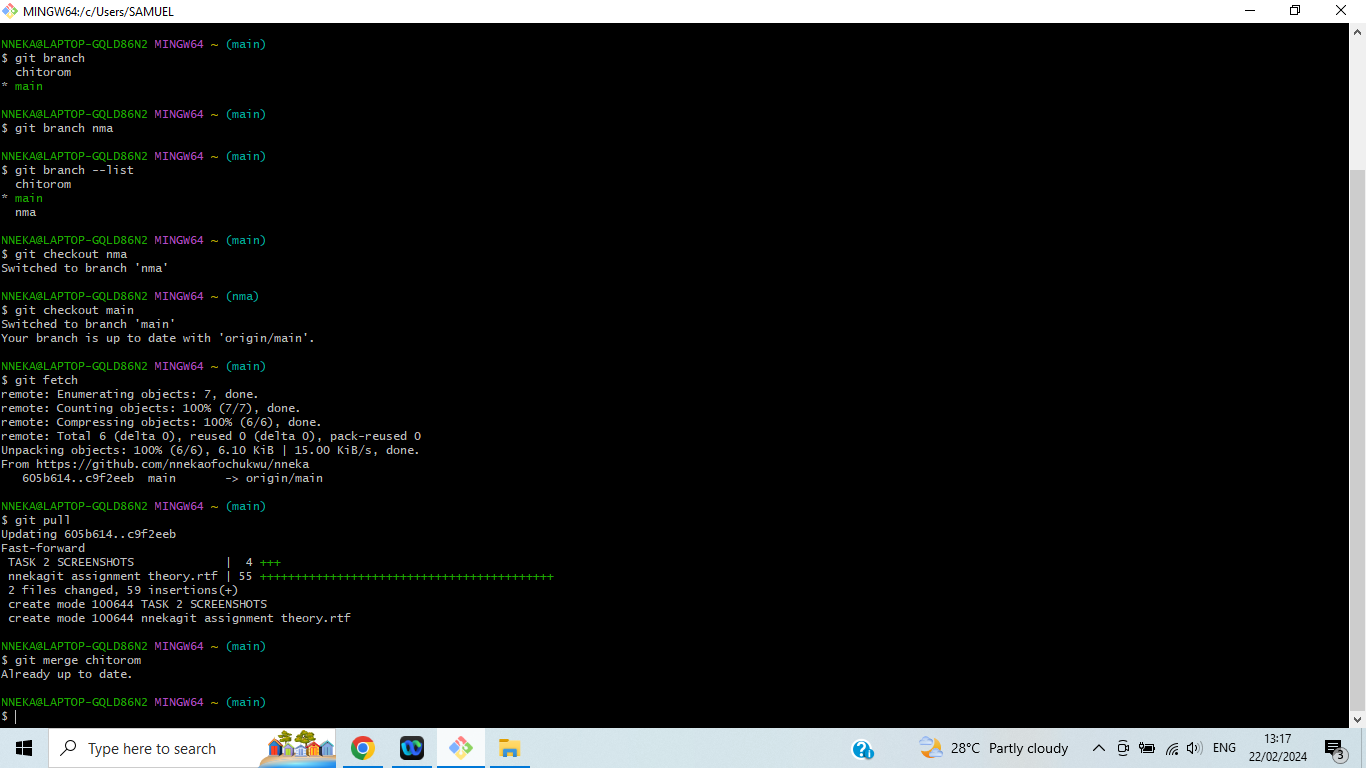 MINGW64:/c/Users/SAMUEL
NNEKA@LAPTOP-GQLD86N2 MINGW64 ~ (main)
$ git branch
  chitorom
* main
NNEKA@LAPTOP-GQLD86N2 MINGW64 ~ (main)
$ git branch nma
NNEKA@LAPTOP-GQLD86N2 MINGW64 ~ (main)
$ git branch --list
  chitorom
* main
  nma
NNEKA@LAPTOP-GQLD86N2 MINGW64 ~ (main)
$ git checkout nma
Switched to branch 'nma'
NNEKA@LAPTOP-GQLD86N2 MINGW64 ~ (nma)
$ git checkout main
Switched to branch 'main'
Your branch is up to date with 'origin/main'.
NNEKA@LAPTOP-GQLD86N2 MINGW64 ~ (main)
$ git fetch
remote: Enumerating objects: 7, done.
remote: Counting objects: 100% (7/7), done.
remote: Compressing objects: 100% (6/6), done.
remote: Total 6 (delta 0), reused 0 (delta 0), pack-reused 0
Unpacking objects: 100% (6/6), 6.10 KiB | 15.00 KiB/s, done.
From https://github.com/nnekaofochukwu/nneka
   605b614..c9f2eeb  main       -> origin/main
NNEKA@LAPTOP-GQLD86N2 MINGW64 ~ (main)
$ git pull
Updating 605b614..c9f2eeb
Fast-forward
 TASK 2 SCREENSHOTS             |  4 +++
 nnekagit assignment theory.rtf | 55 ++++++++++++++++++++++++++++++++++++++++++
 2 files changed, 59 insertions(+)
 create mode 100644 TASK 2 SCREENSHOTS
 create mode 100644 nnekagit assignment theory.rtf
NNEKA@LAPTOP-GQLD86N2 MINGW64 ~ (main)
$ git merge chitorom
Already up to date.
NNEKA@LAPTOP-GQLD86N2 MINGW64 ~ (main)
$
Type here to search
28°C Partly cloudy
ENG
13:17
22/02/2024
3